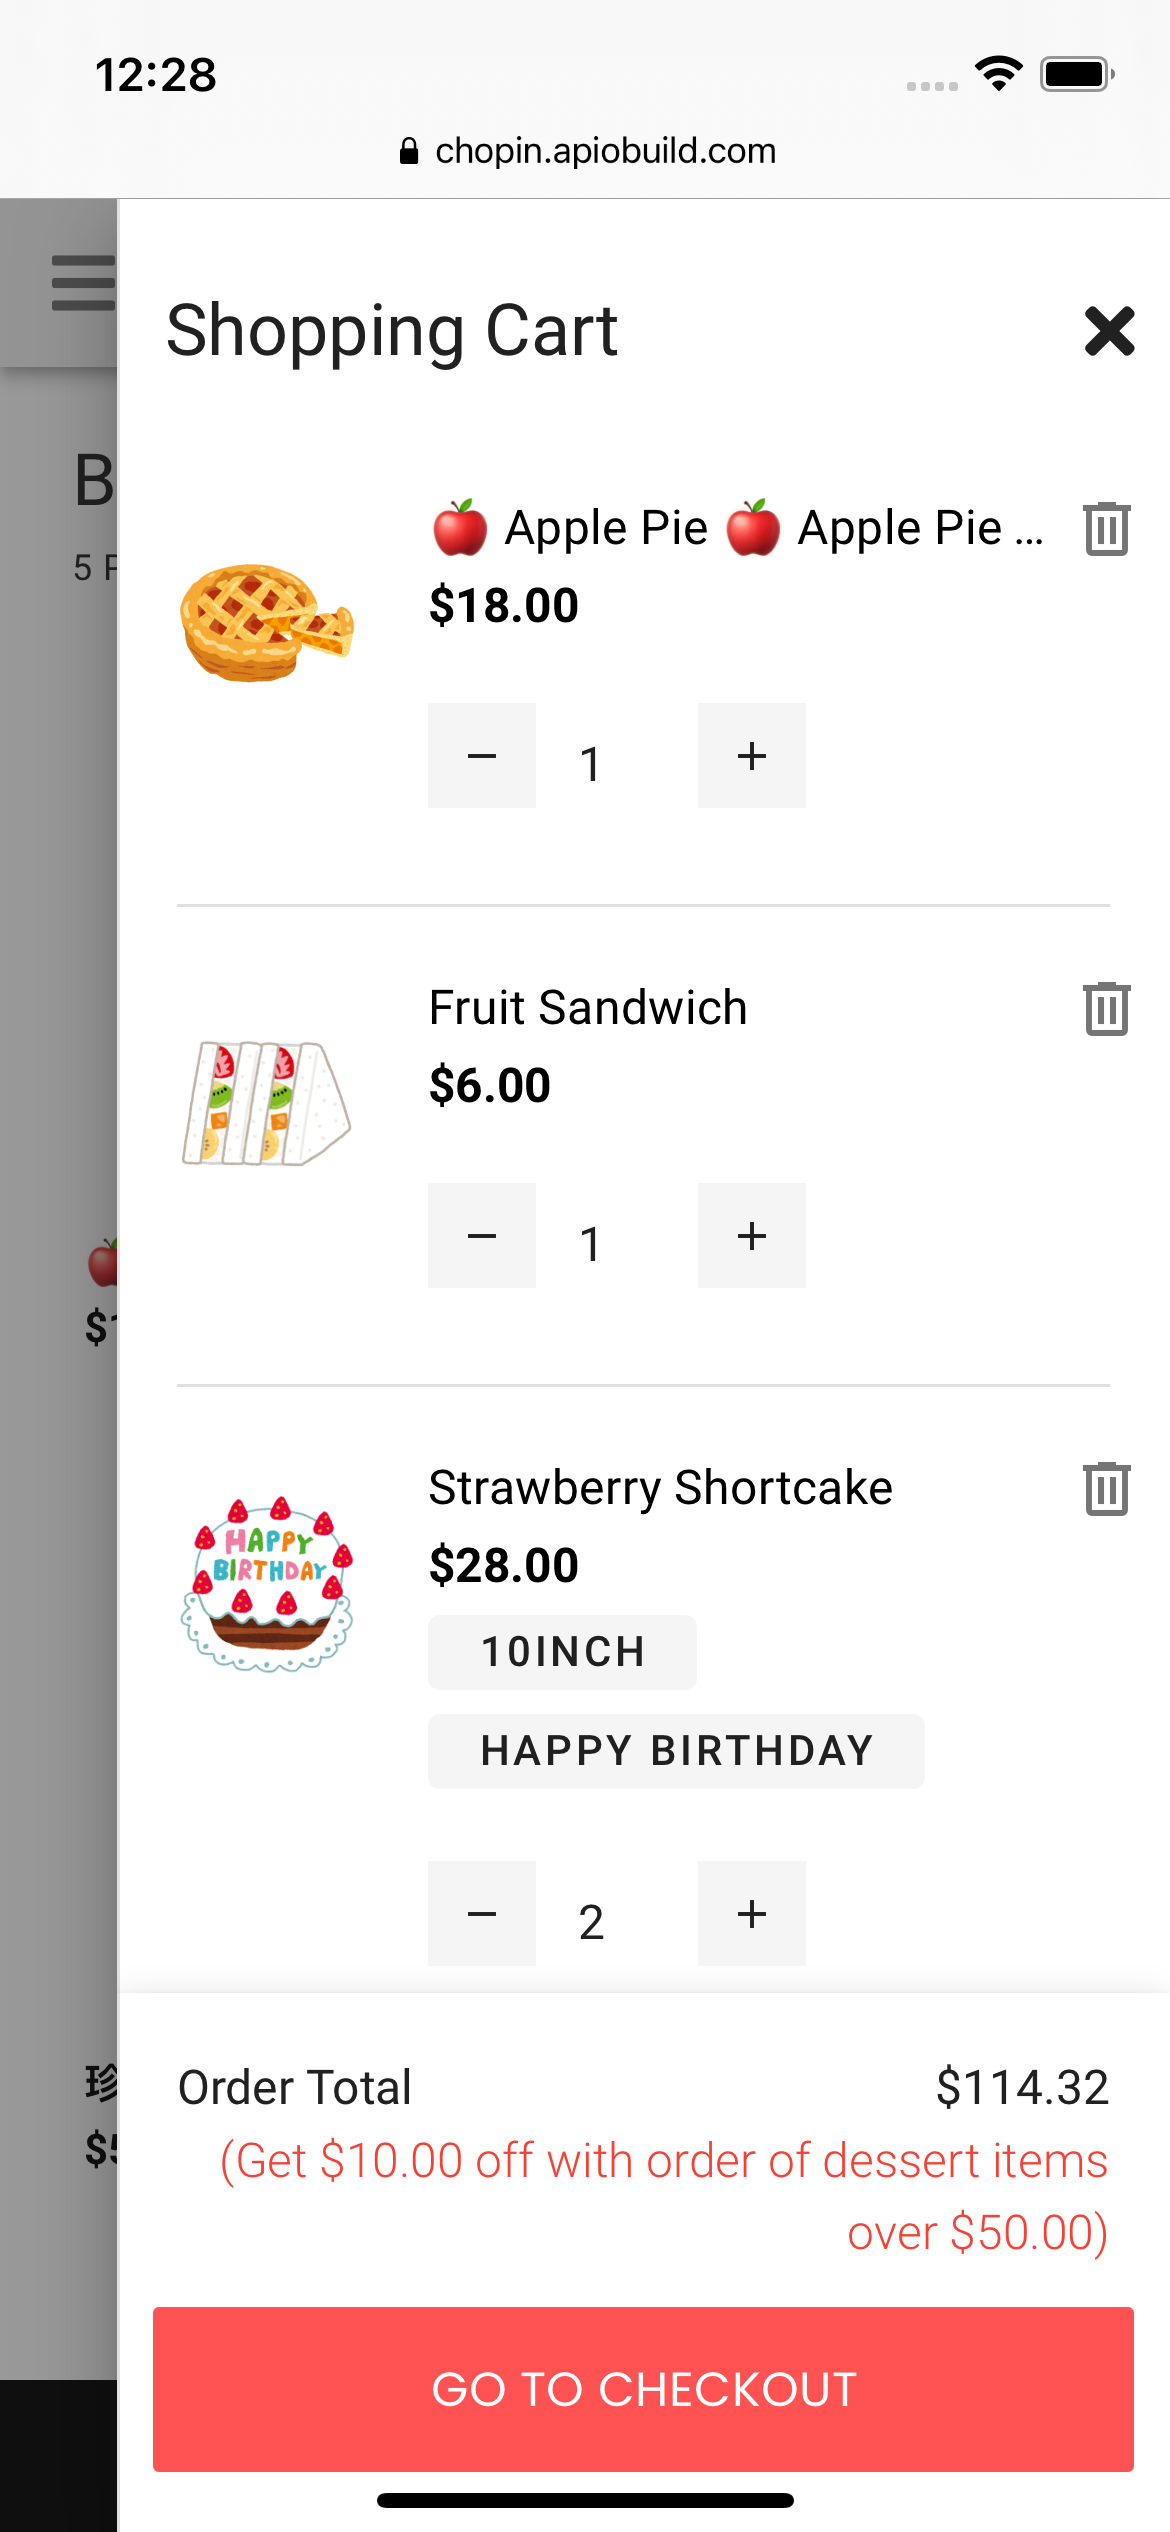 12:28
chopin.apiobuild.com
Shopping Cart
B
5
🍎 Apple Pie 🍎 Apple Pie ...
$18.00
− 1 +
Fruit Sandwich
$6.00
− 1 +
$1
Strawberry Shortcake
$28.00
HAPPY
BIRTHDAY
10INCH
HAPPY BIRTHDAY
− 2 +
珍
$5
Order Total $114.32
(Get $10.00 off with order of dessert items
over $50.00)
GO TO CHECKOUT